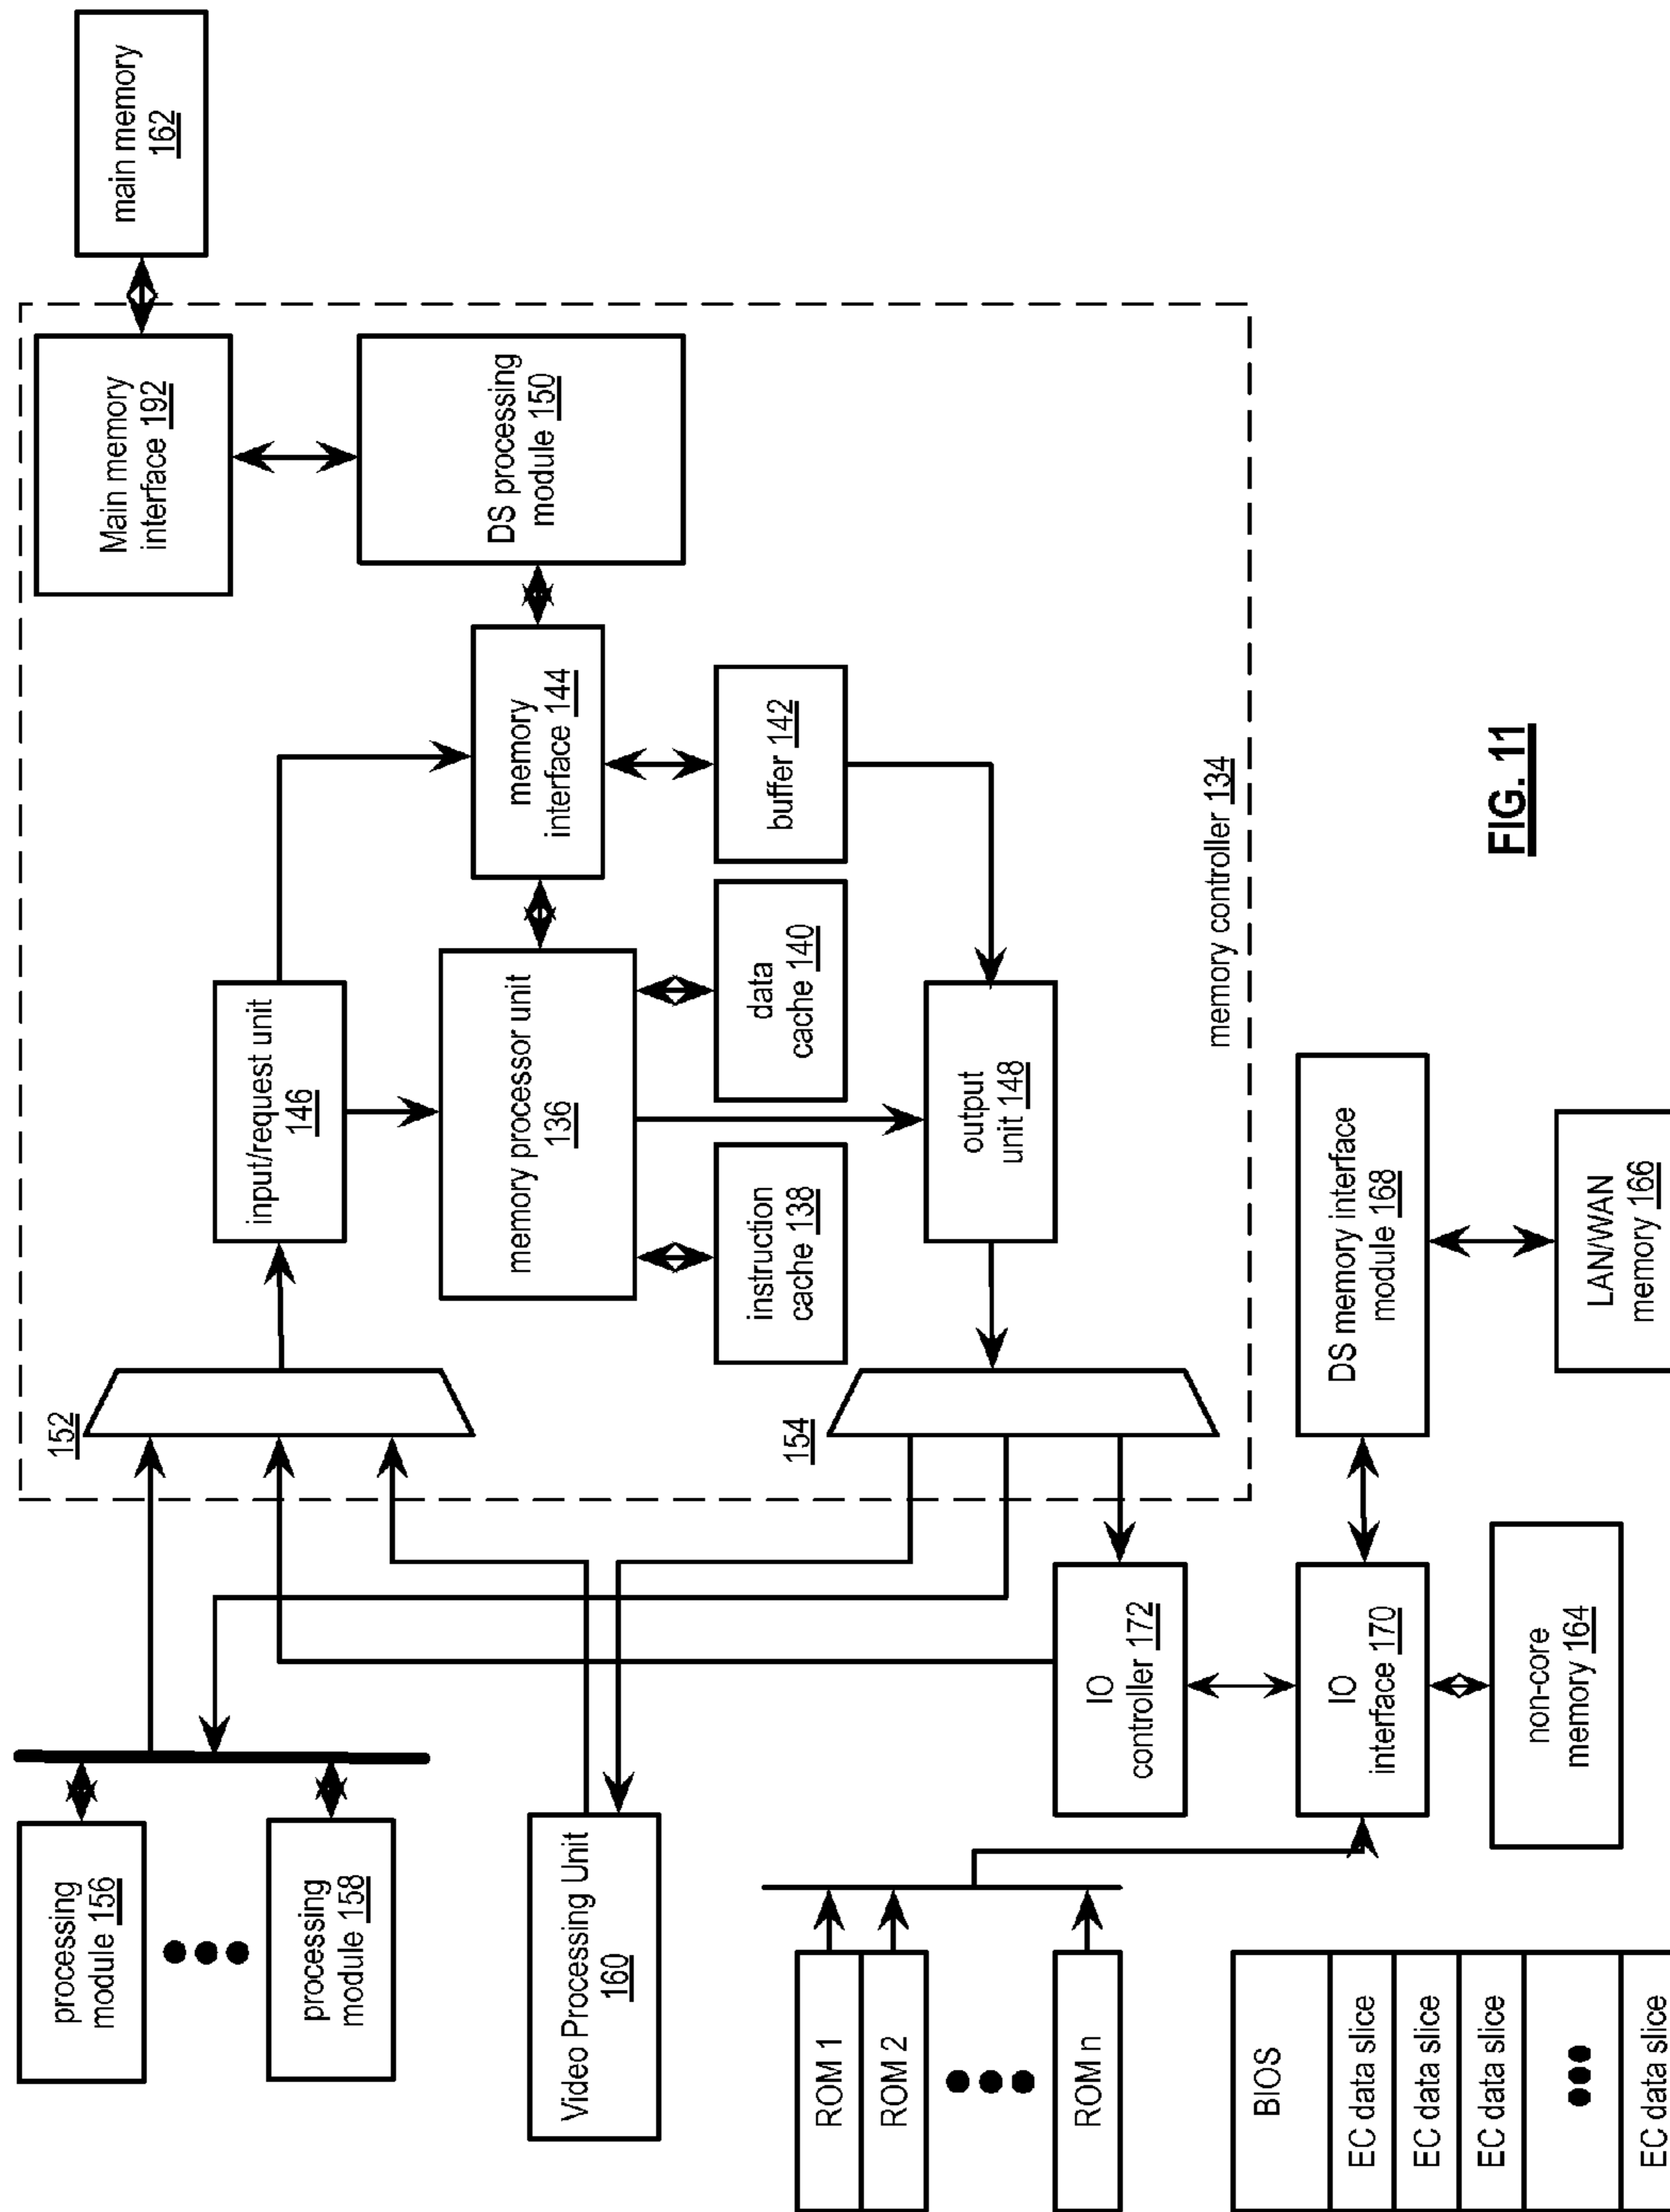 processing
module 156
processing
module 158
Video Processing Unit
160
ROM 1
ROM 2
ROM n
BIOS
EC data slice
EC data slice
EC data slice
EC data slice
152
154
input/request unit
146
memory processor unit
136
instruction
cache 138
data
cache 140
output
unit 148
memory
interface 144
buffer 142
Main memory
interface 192
DS processing
module 150
main memory
162
memory controller 134
IO
controller 172
IO
interface 170
non-core
memory 164
DS memory interface
module 168
LAN/WAN
memory 166
FIG. 11